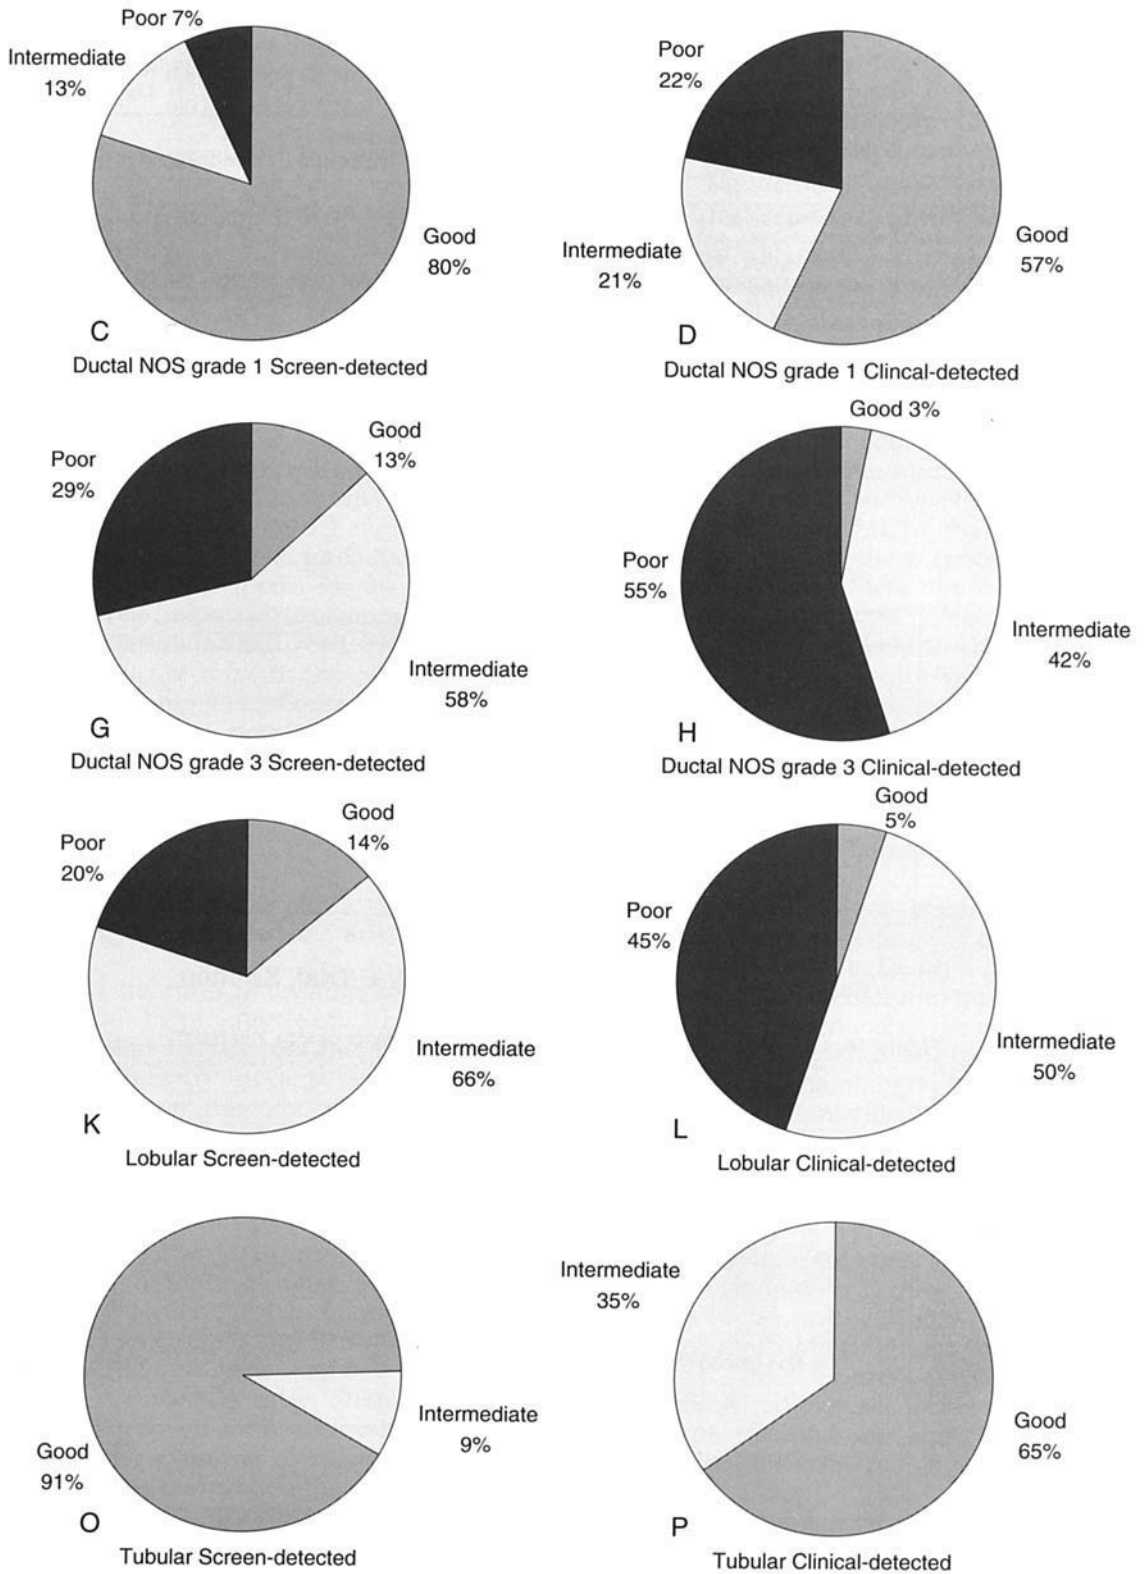 Poor 7%
Intermediate
13%
Good
80%
C
Ductal NOS grade 1 Screen-detected
Poor
22%
Intermediate
21%
Good
57%
D
Ductal NOS grade 1 Clincal-detected
Poor
29%
Good
13%
Intermediate
58%
G
Ductal NOS grade 3 Screen-detected
Good 3%
Poor
55%
Intermediate
42%
H
Ductal NOS grade 3 Clinical-detected
Poor
20%
Good
14%
Intermediate
66%
K
Lobular Screen-detected
Good
5%
Poor
45%
Intermediate
50%
L
Lobular Clinical-detected
Good
91%
Intermediate
9%
O
Tubular Screen-detected
Intermediate
35%
Good
65%
P
Tubular Clinical-detected